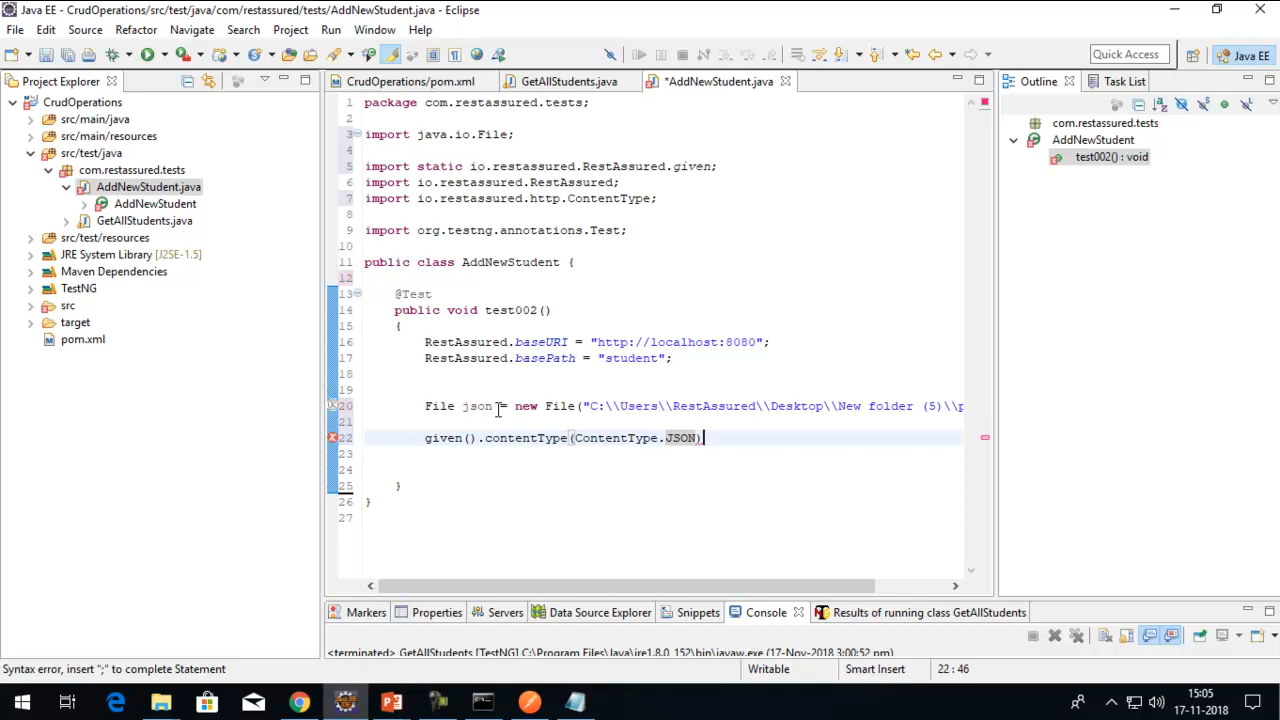 Java EE - CrudOperations/src/test/java/com/restassured/tests/AddNewStudent.java - Eclipse
File Edit Source Refactor Navigate Search Project Run Window Help
Quick Access
Java EE
Project Explorer
CrudOperations
src/main/java
src/main/resources
src/test/java
com.restassured.tests
AddNewStudent.java
AddNewStudent
GetAllStudents.java
src/test/resources
JRE System Library [J2SE-1.5]
Maven Dependencies
TestNG
src
target
pom.xml
CrudOperations/pom.xml GetAllStudents.java *AddNewStudent.java
1 package com.restassured.tests;
2
3 import java.io.File;
4
5 import static io.restassured.RestAssured.given;
6 import io.restassured.RestAssured;
7 import io.restassured.http.ContentType;
8
9 import org.testng.annotations.Test;
10
11 public class AddNewStudent {
12
13 @Test
14 public void test002()
15 {
16 RestAssured.baseURI = "http://localhost:8080";
17 RestAssured.basePath = "student";
18
19
20 File json = new File("C:\\Users\\RestAssured\\Desktop\\New folder (5)\\p
21
22 given().contentType(ContentType.JSON)
23
24
25 }
26 }
27
Outline Task List
com.restassured.tests
AddNewStudent
test002() : void
Markers Properties Servers Data Source Explorer Snippets Console Results of running class GetAllStudents
<terminated> GetAllStudents [TestNG] C:\Program Files\Java\jre1.8.0_152\bin\javaw.exe (17-Nov-2018 3:00:52 pm)
Syntax error, insert ";" to complete Statement
Writable
Smart Insert
22 : 46
15:05
17-11-2018